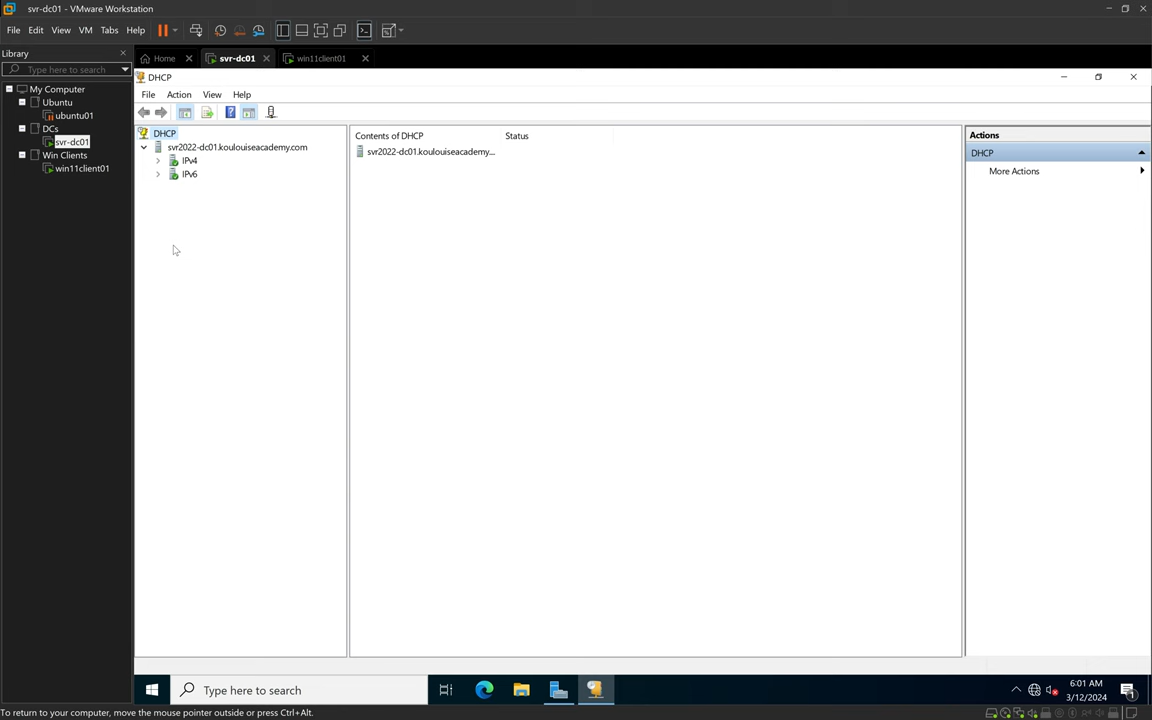 svr-dc01 - VMware Workstation
File Edit View VM Tabs Help
Library
Type here to search
My Computer
Ubuntu
ubuntu01
DCs
svr-dc01
Win Clients
win11client01
Home
svr-dc01
win11client01
DHCP
File Action View Help
DHCP
svr2022-dc01.koulouiseacademy.com
IPv4
IPv6
Contents of DHCP Status
svr2022-dc01.koulouiseacademy...
Actions
DHCP
More Actions
Type here to search
6:01 AM
3/12/2024
1
To return to your computer, move the mouse pointer outside or press Ctrl+Alt.